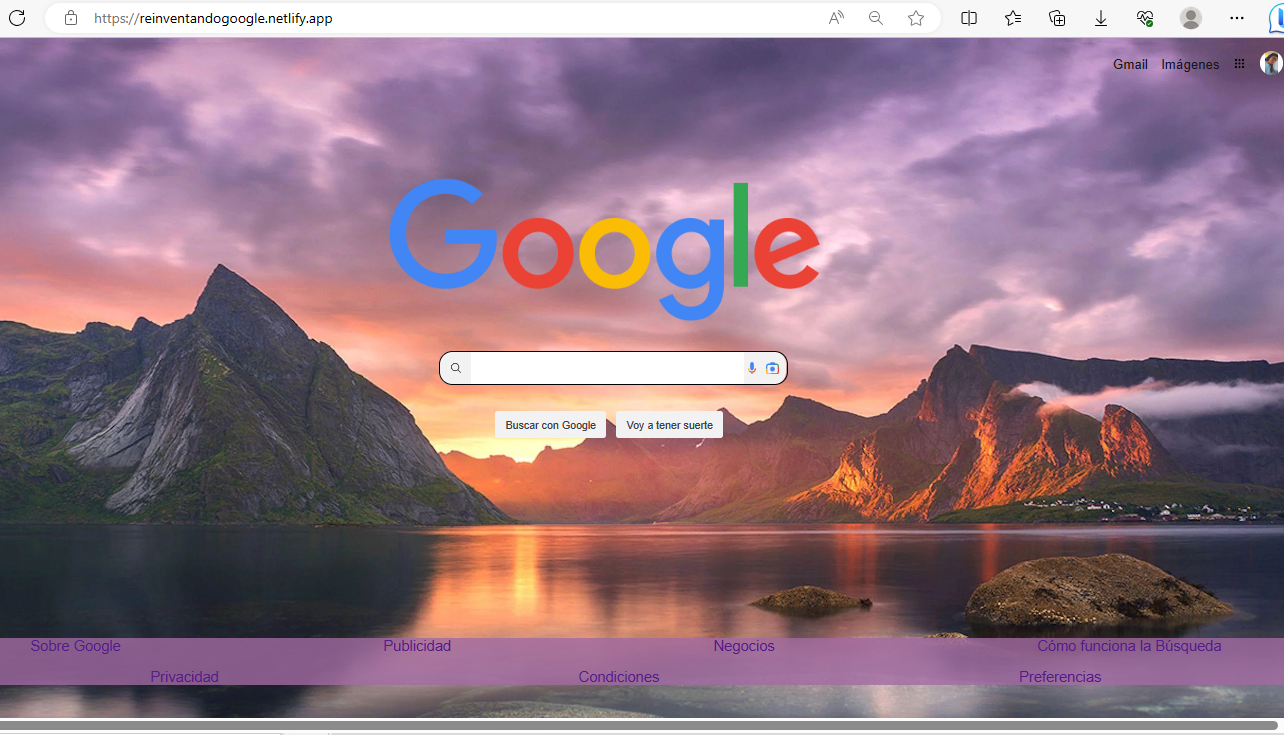 https://reinventandogoogle.netlify.app
Gmail Imágenes
Google
Buscar con Google Voy a tener suerte
Sobre Google Publicidad Negocios Cómo funciona la Búsqueda
Privacidad Condiciones Preferencias